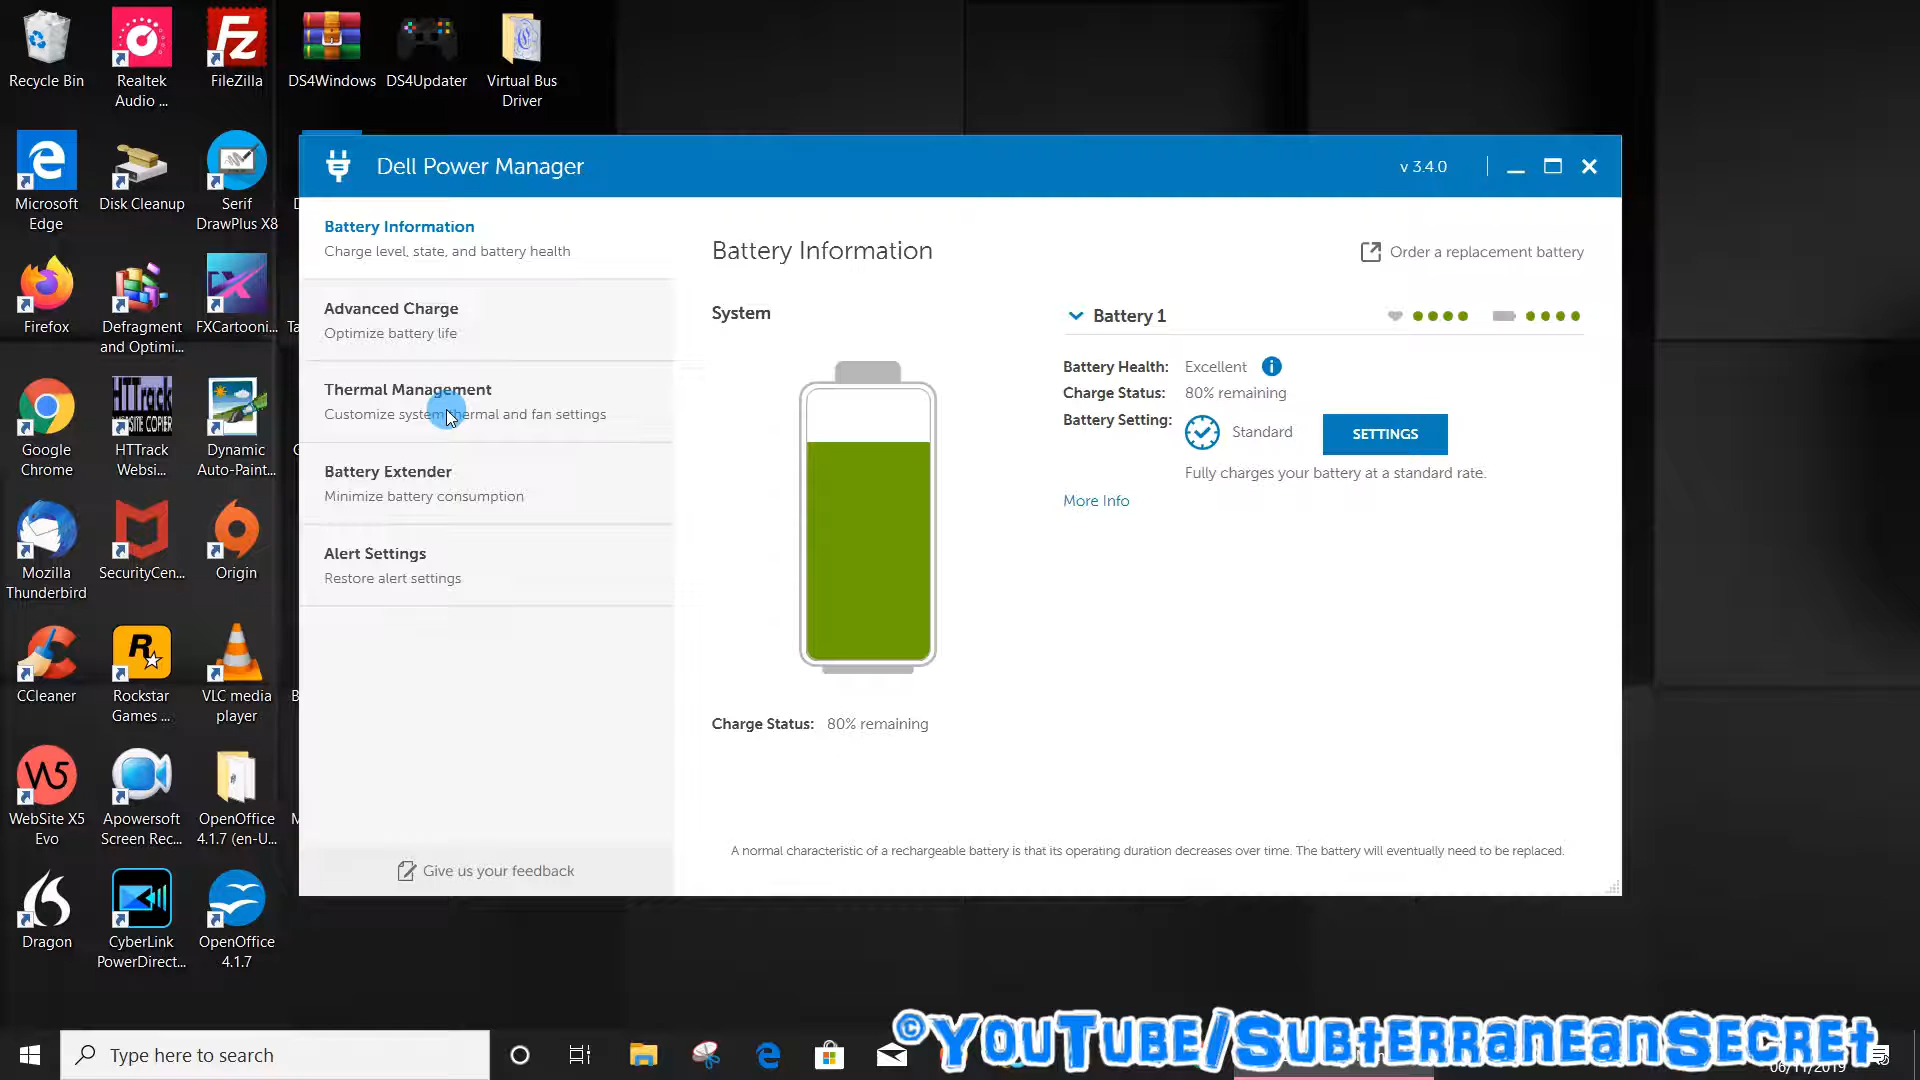 Recycle Bin
Realtek
Audio ...
FileZilla
DS4Windows
DS4Updater
Virtual Bus
Driver
Microsoft
Edge
Disk Cleanup
Serif
DrawPlus X8
Firefox
Defragment
and Optimi...
FXCartooni...
Google
Chrome
HTTrack
WEBSITE COPIER
HTTrack
Websi...
Dynamic
Auto-Paint...
Mozilla
Thunderbird
SecurityCen...
Origin
CCleaner
Rockstar
Games ...
VLC media
player
WebSite X5
Evo
Apowersoft
Screen Rec...
OpenOffice
4.1.7 (en-U...
Dragon
CyberLink
PowerDirect...
OpenOffice
4.1.7
Dell Power Manager
v 3.4.0
Battery Information
Charge level, state, and battery health
Advanced Charge
Optimize battery life
Thermal Management
Customize system thermal and fan settings
Battery Extender
Minimize battery consumption
Alert Settings
Restore alert settings
Give us your feedback
Battery Information
Order a replacement battery
System
Charge Status: 80% remaining
Battery 1
Battery Health: Excellent
Charge Status: 80% remaining
Battery Setting: Standard
SETTINGS
Fully charges your battery at a standard rate.
More Info
A normal characteristic of a rechargeable battery is that its operating duration decreases over time. The battery will eventually need to be replaced.
Type here to search
©YouTube/SubterraneanSecret
06/11/2019